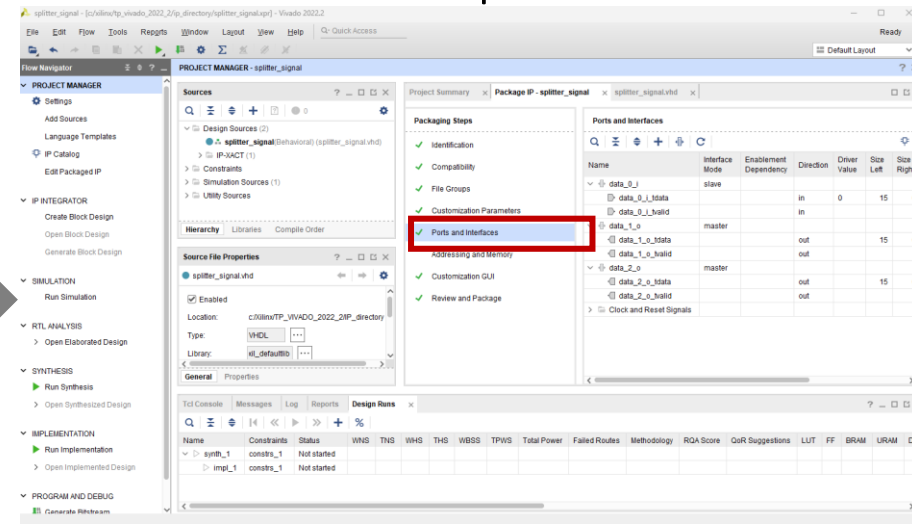 splitter_signal - [c:/xilinx/tp_vivado_2022_2/ip_directory/splitter_signal.xpr] - Vivado 2022.2
File Edit Flow Tools Reports Window Layout View Help Quick Access Ready
Default Layout
Flow Navigator PROJECT MANAGER - splitter_signal
PROJECT MANAGER
Settings
Add Sources
Language Templates
IP Catalog
Edit Packaged IP
IP INTEGRATOR
Create Block Design
Open Block Design
Generate Block Design
SIMULATION
Run Simulation
RTL ANALYSIS
Open Elaborated Design
SYNTHESIS
Run Synthesis
Open Synthesized Design
IMPLEMENTATION
Run Implementation
Open Implemented Design
PROGRAM AND DEBUG
Generate Bitstream
Sources
0
Design Sources (2)
splitter_signal(Behavioral) (splitter_signal.vhd)
IP-XACT (1)
Constraints
Simulation Sources (1)
Utility Sources
Hierarchy Libraries Compile Order
Source File Properties
splitter_signal.vhd
Enabled
Location: c:/Xilinx/TP_VIVADO_2022_2/IP_directory
Type: VHDL
Library: xil_defaultlib
General Properties
Project Summary Package IP - splitter_signal splitter_signal.vhd
Packaging Steps
Identification
Compatibility
File Groups
Customization Parameters
Ports and Interfaces
Addressing and Memory
Customization GUI
Review and Package
Ports and Interfaces
Name Interface Mode Enablement Dependency Direction Driver Value Size Left Size Righ
data_0_i slave
data_0_i_tdata in 0 15
data_0_i_tvalid in
data_1_o master
data_1_o_tdata out 15
data_1_o_tvalid out
data_2_o master
data_2_o_tdata out 15
data_2_o_tvalid out
Clock and Reset Signals
Tcl Console Messages Log Reports Design Runs
Name Constraints Status WNS TNS WHS THS WBSS TPWS Total Power Failed Routes Methodology RQA Score QoR Suggestions LUT FF BRAM URAM D
synth_1 constrs_1 Not started
impl_1 constrs_1 Not started